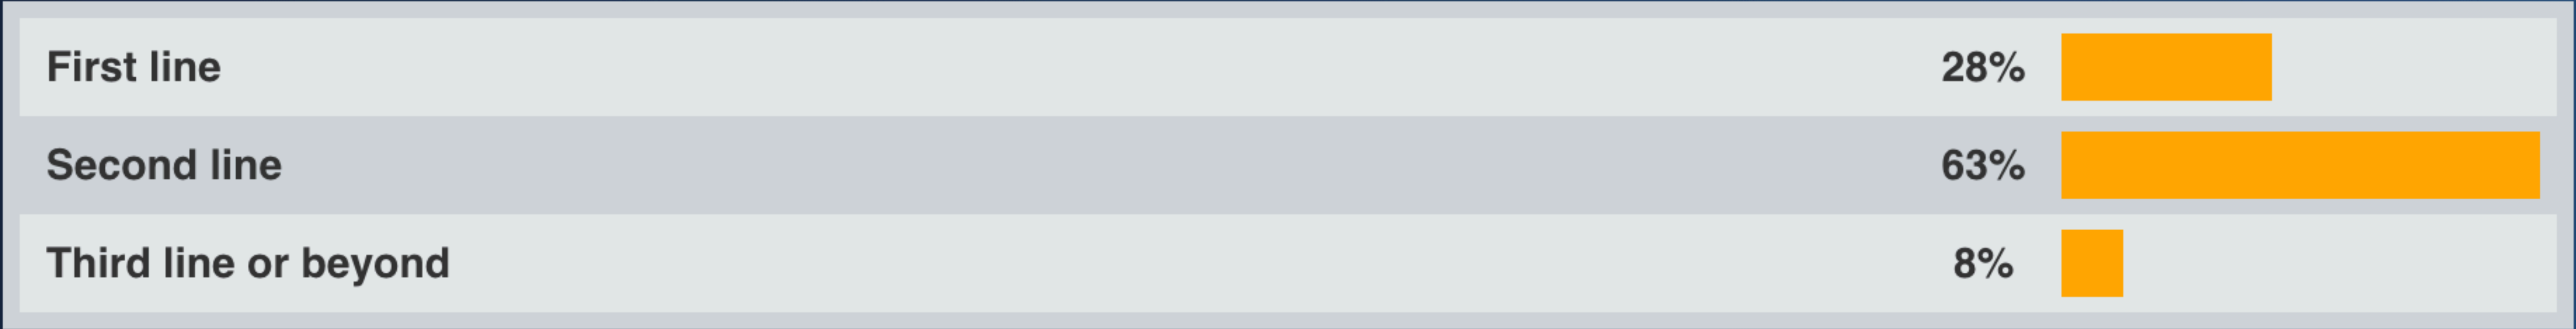 First line 28%
Second line 63%
Third line or beyond 8%